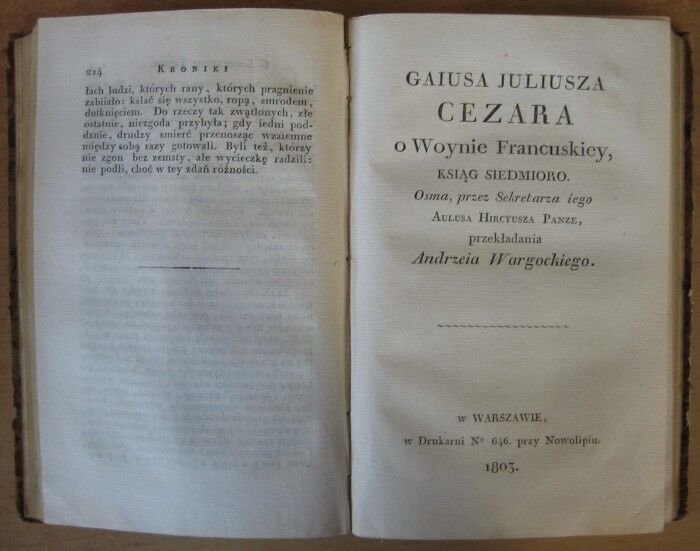 214 KRONIKI
łach ludzi, których rany, których pragnienie
zabiiało: kałać się wszystko, ropą, smrodem,
dotknięciem. Do rzeczy tak zwątlonych, złe
ostatnie, niezgoda przybyła; gdy iedni pod-
danie, drudzy smierć przenosząc wzaiemne
między sobą razy gotowali. Byli też, którzy
nie zgon bez zemsty, ale wycieczkę radzili:
nie podli, choć w tey zdań różności.
GAIUSA JULIUSZA
CEZARA
o Woynie Francuskiey,
KSIĄG SIEDMIORO.
Osma, przez Sekretarza iego
AULUSA HIRCYUSZA PANZE,
przekładania
Andrzeia Wargockiego.
w WARSZAWIE,
w Drukarni Nº 646. przy Nowolipiu.
1803.